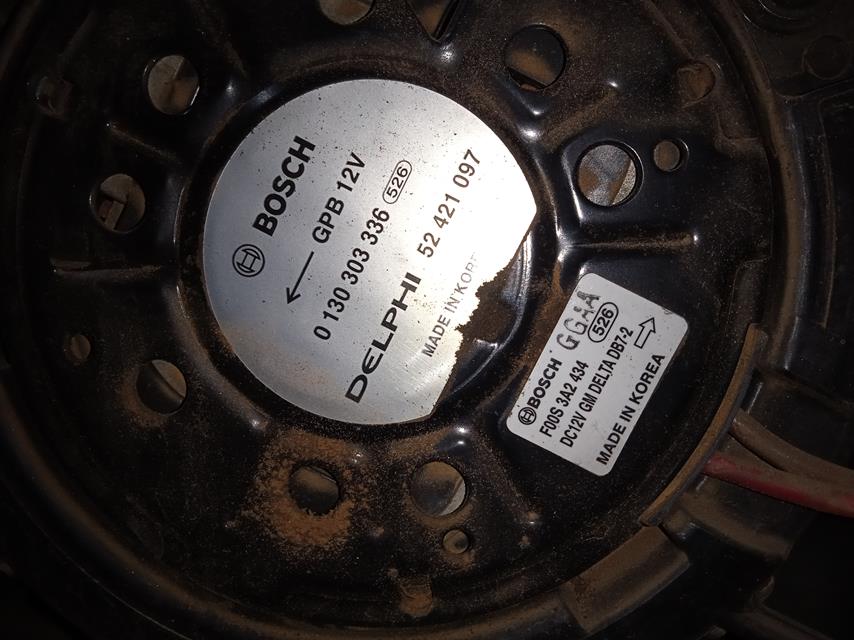 BOSCH
GPB 12V
0 130 303 336 526
DELPHI 52 421 097
MADE IN KORE
BOSCH GGAA
F00S 3A2 434 526
DC12V GM DELTA DB7-2
MADE IN KOREA